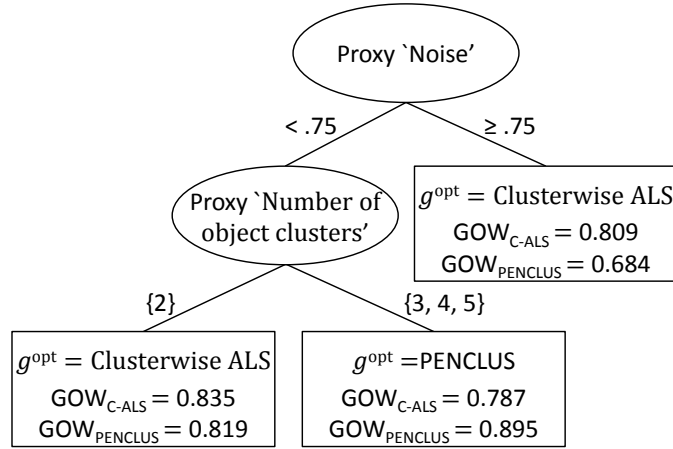 Proxy `Noise'
< .75
≥ .75
Proxy `Number of
object clusters'
g^opt = Clusterwise ALS
GOW_C-ALS = 0.809
GOW_PENCLUS = 0.684
{2}
{3, 4, 5}
g^opt = Clusterwise ALS
GOW_C-ALS = 0.835
GOW_PENCLUS = 0.819
g^opt =PENCLUS
GOW_C-ALS = 0.787
GOW_PENCLUS = 0.895